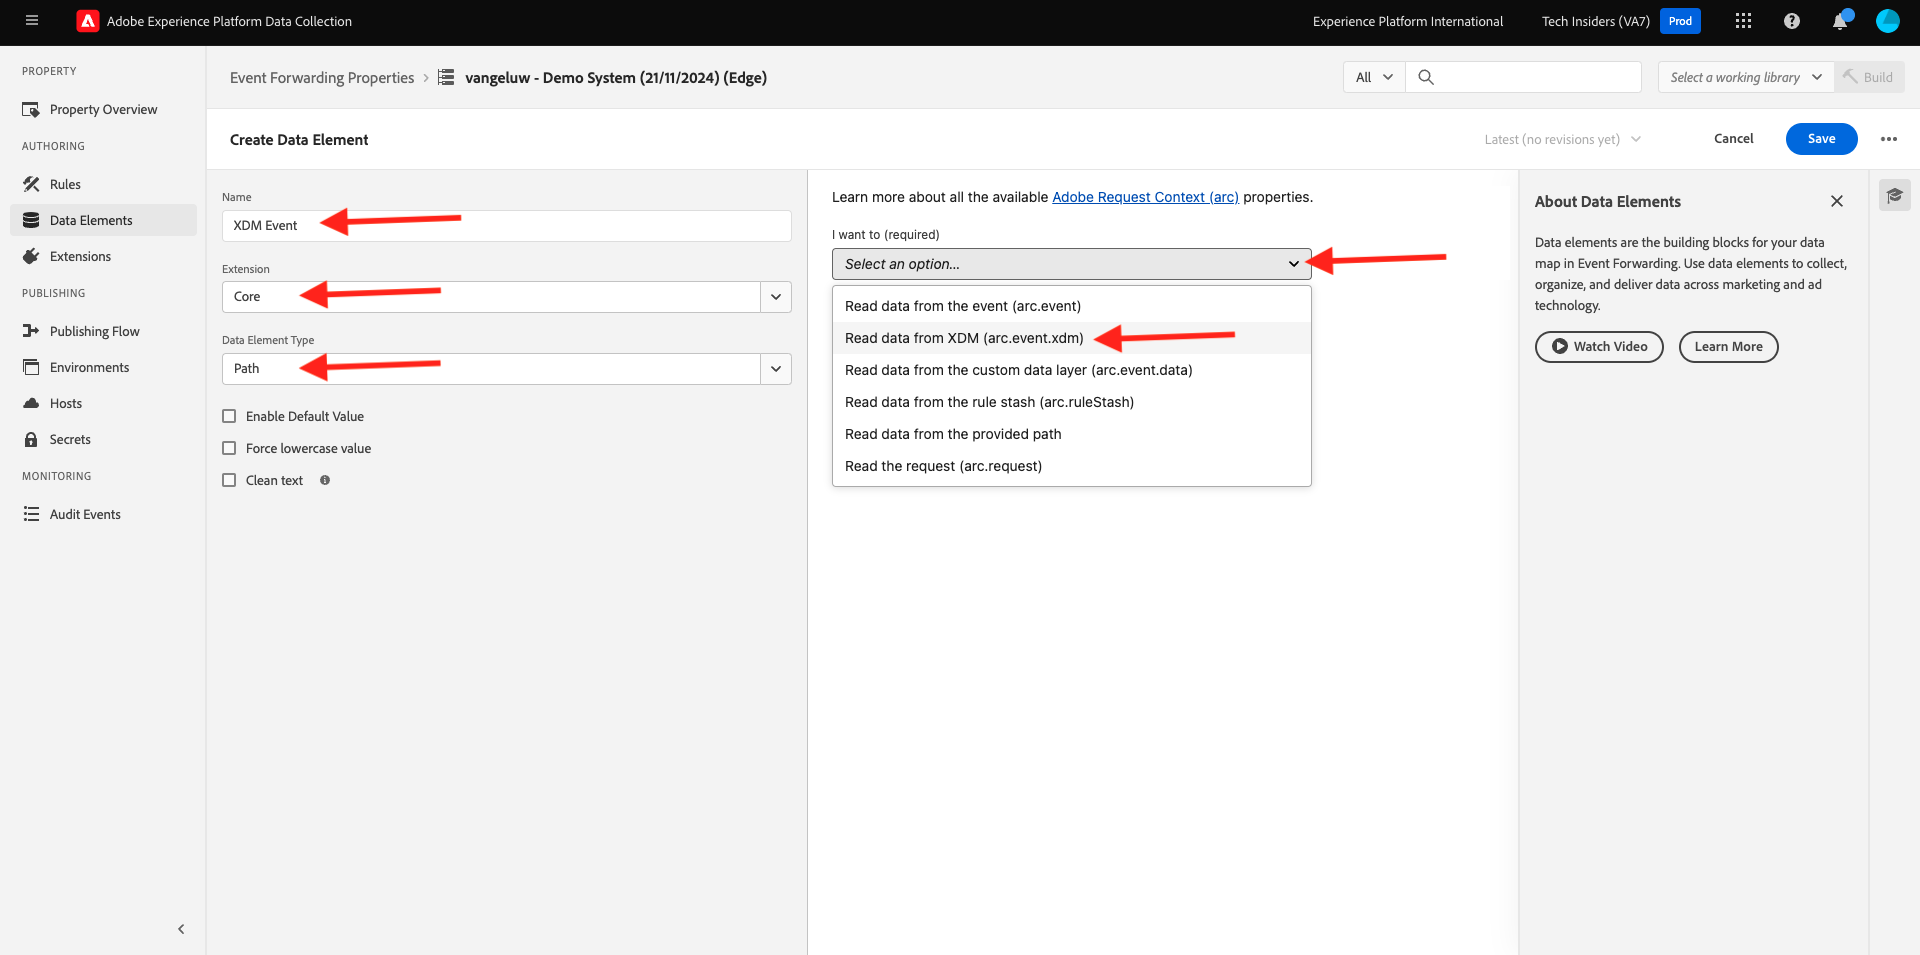 Adobe Experience Platform Data Collection
Experience Platform International
Tech Insiders (VA7)
Prod
PROPERTY
Property Overview
AUTHORING
Rules
Data Elements
Extensions
PUBLISHING
Publishing Flow
Environments
Hosts
Secrets
MONITORING
Audit Events
Event Forwarding Properties
vangeluw - Demo System (21/11/2024) (Edge)
All
Select a working library
Build
Create Data Element
Latest (no revisions yet)
Cancel
Save
Name
XDM Event
Extension
Core
Data Element Type
Path
Enable Default Value
Force lowercase value
Clean text
Learn more about all the available Adobe Request Context (arc) properties.
I want to (required)
Select an option...
Read data from the event (arc.event)
Read data from XDM (arc.event.xdm)
Read data from the custom data layer (arc.event.data)
Read data from the rule stash (arc.ruleStash)
Read data from the provided path
Read the request (arc.request)
About Data Elements
Data elements are the building blocks for your data
map in Event Forwarding. Use data elements to collect,
organize, and deliver data across marketing and ad
technology.
Watch Video
Learn More